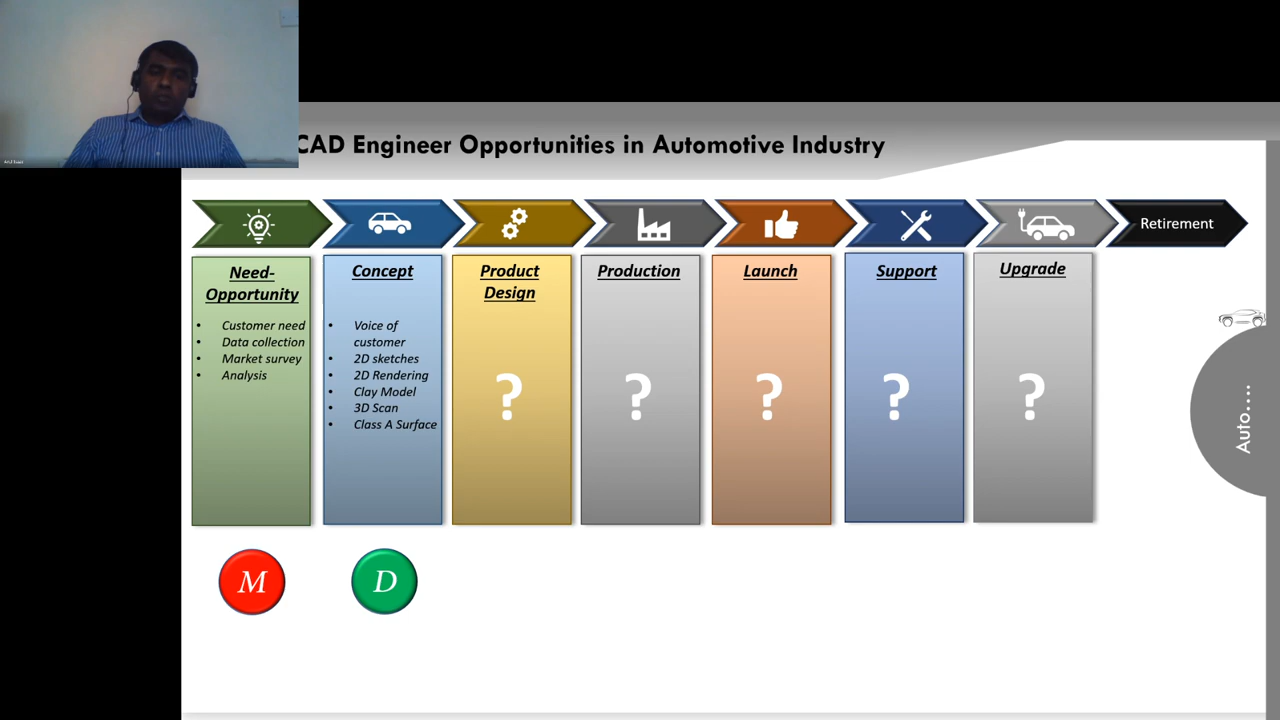 CAD Engineer Opportunities in Automotive Industry
Retirement
Need-
Opportunity
• Customer need
• Data collection
• Market survey
• Analysis
Concept
• Voice of
customer
• 2D sketches
• 2D Rendering
• Clay Model
• 3D Scan
• Class A Surface
Product
Design
?
Production
?
Launch
?
Support
?
Upgrade
?
Auto....
M
D